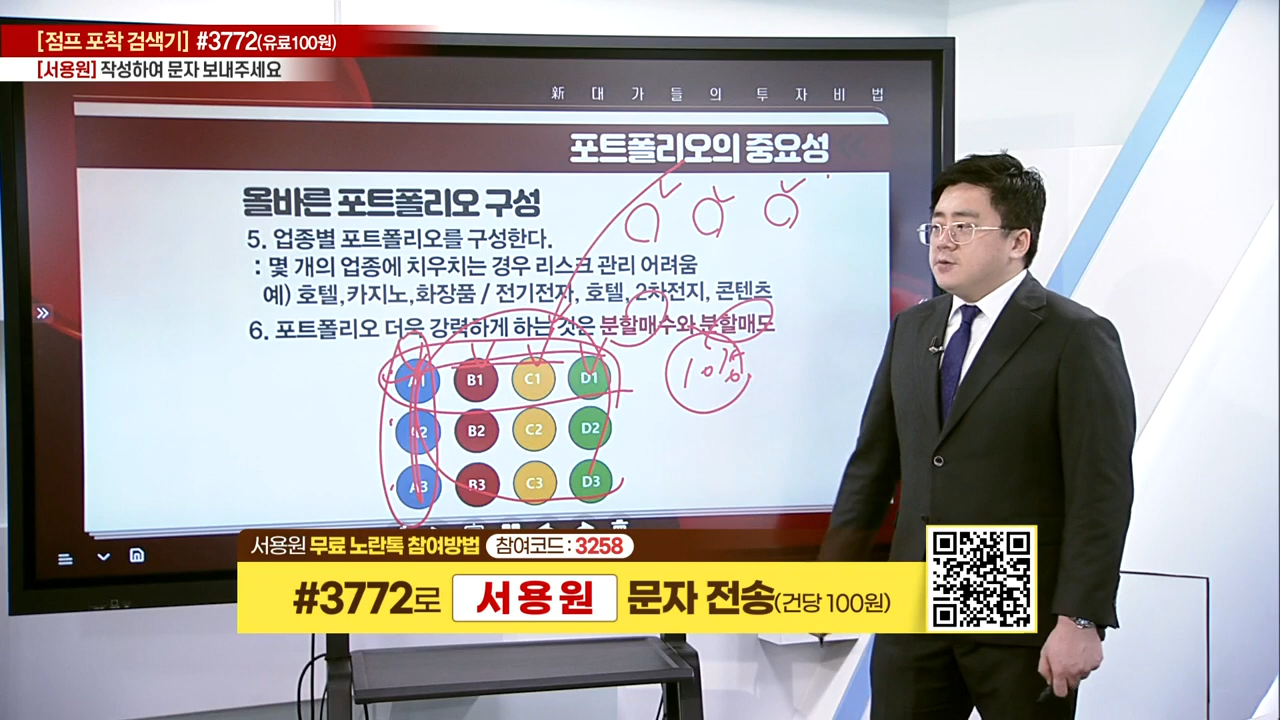 [점프 포착 검색기] #3772(유료100원)
[서용원] 작성하여 문자 보내주세요
新 대 가 들 의 투 자 비 법
포트폴리오의 중요성
올바른 포트폴리오 구성
5. 업종별 포트폴리오를 구성한다.
: 몇 개의 업종에 치우치는 경우 리스크 관리 어려움
예) 호텔,카지노,화장품 / 전기전자, 호텔, 2차전지, 콘텐츠
6. 포트폴리오 더욱 강력하게 하는 것은 분할매수와 분할매도
A1 B1 C1 D1
A2 B2 C2 D2
A3 B3 C3 D3
서용원 무료 노란톡 참여방법 참여코드 : 3258
#3772로 서용원 문자 전송(건당 100원)